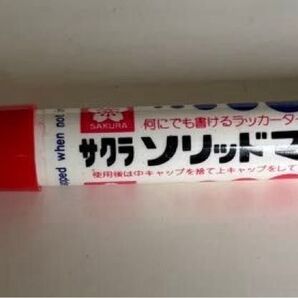 SAKURA
何にでも書けるラッカーター
サクラ ソリッドマ
使用後は中キャップを捨て上キャップをして
pped when not